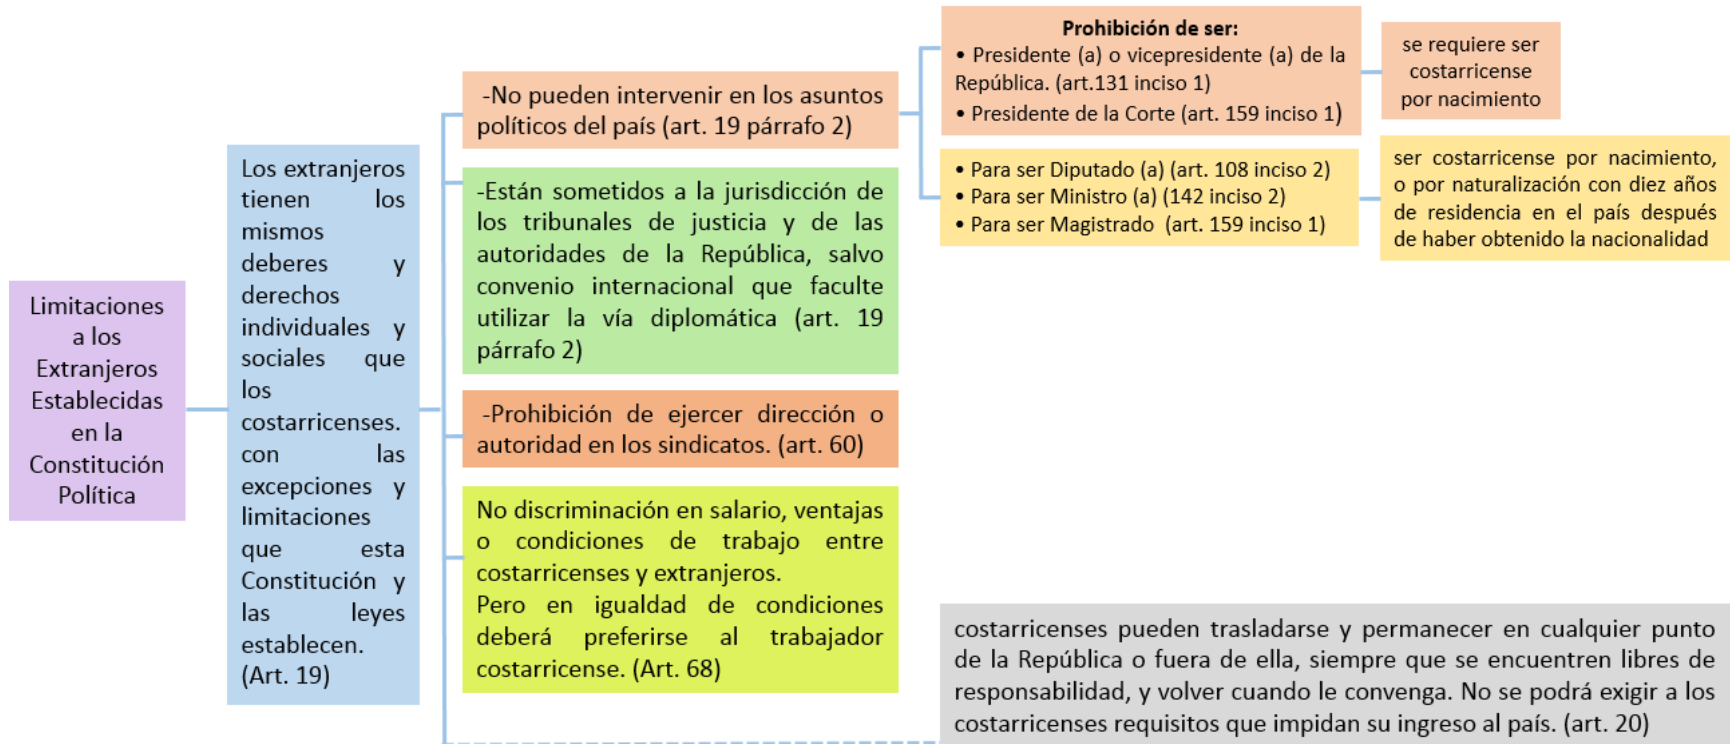 Limitaciones
a los
Extranjeros
Establecidas
en la
Constitución
Política
Los extranjeros
tienen los
mismos
deberes y
derechos
individuales y
sociales que
los
costarricenses.
con las
excepciones y
limitaciones
que esta
Constitución y
las leyes
establecen.
(Art. 19)
-No pueden intervenir en los asuntos
políticos del país (art. 19 párrafo 2)
Prohibición de ser:
• Presidente (a) o vicepresidente (a) de la
República. (art.131 inciso 1)
• Presidente de la Corte (art. 159 inciso 1)
se requiere ser
costarricense
por nacimiento
• Para ser Diputado (a) (art. 108 inciso 2)
• Para ser Ministro (a) (142 inciso 2)
• Para ser Magistrado (art. 159 inciso 1)
ser costarricense por nacimiento,
o por naturalización con diez años
de residencia en el país después
de haber obtenido la nacionalidad
-Están sometidos a la jurisdicción de
los tribunales de justicia y de las
autoridades de la República, salvo
convenio internacional que faculte
utilizar la vía diplomática (art. 19
párrafo 2)
-Prohibición de ejercer dirección o
autoridad en los sindicatos. (art. 60)
No discriminación en salario, ventajas
o condiciones de trabajo entre
costarricenses y extranjeros.
Pero en igualdad de condiciones
deberá preferirse al trabajador
costarricense. (Art. 68)
costarricenses pueden trasladarse y permanecer en cualquier punto
de la República o fuera de ella, siempre que se encuentren libres de
responsabilidad, y volver cuando le convenga. No se podrá exigir a los
costarricenses requisitos que impidan su ingreso al país. (art. 20)